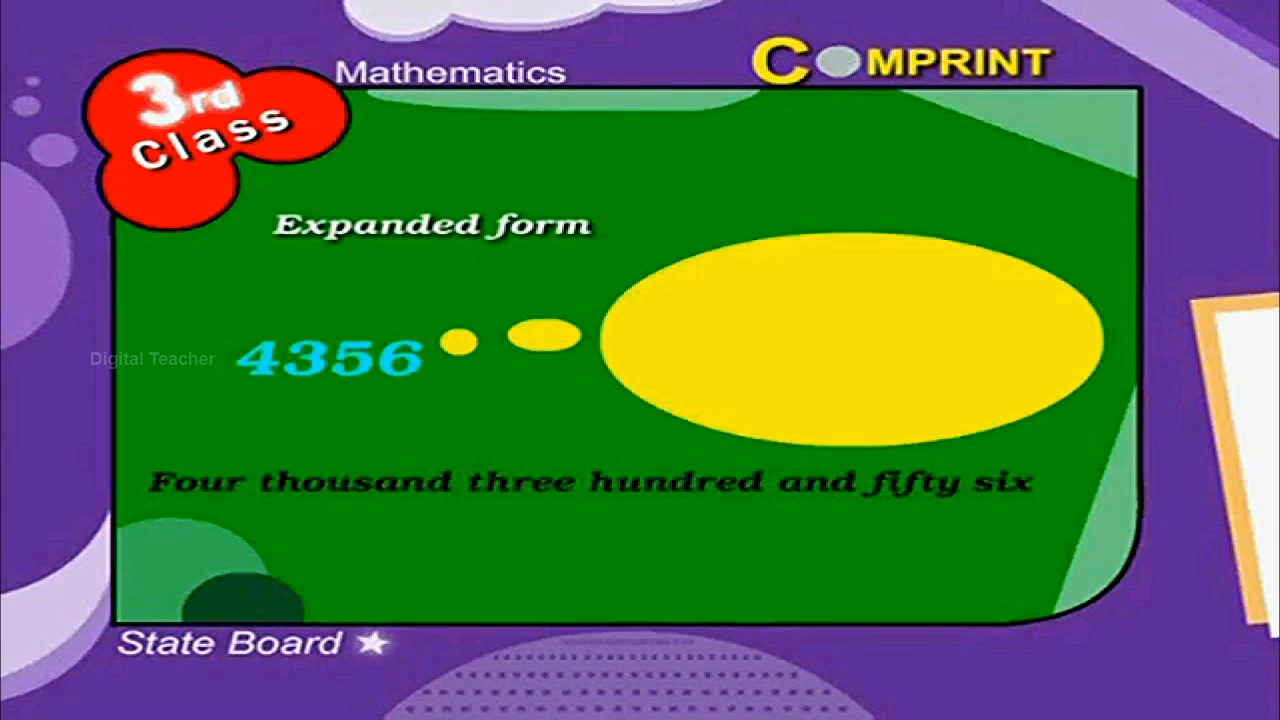 Mathematics
COMPRINT
3rd
Class
Expanded form
Digital Teacher
4356
Four thousand three hundred and fifty six
State Board